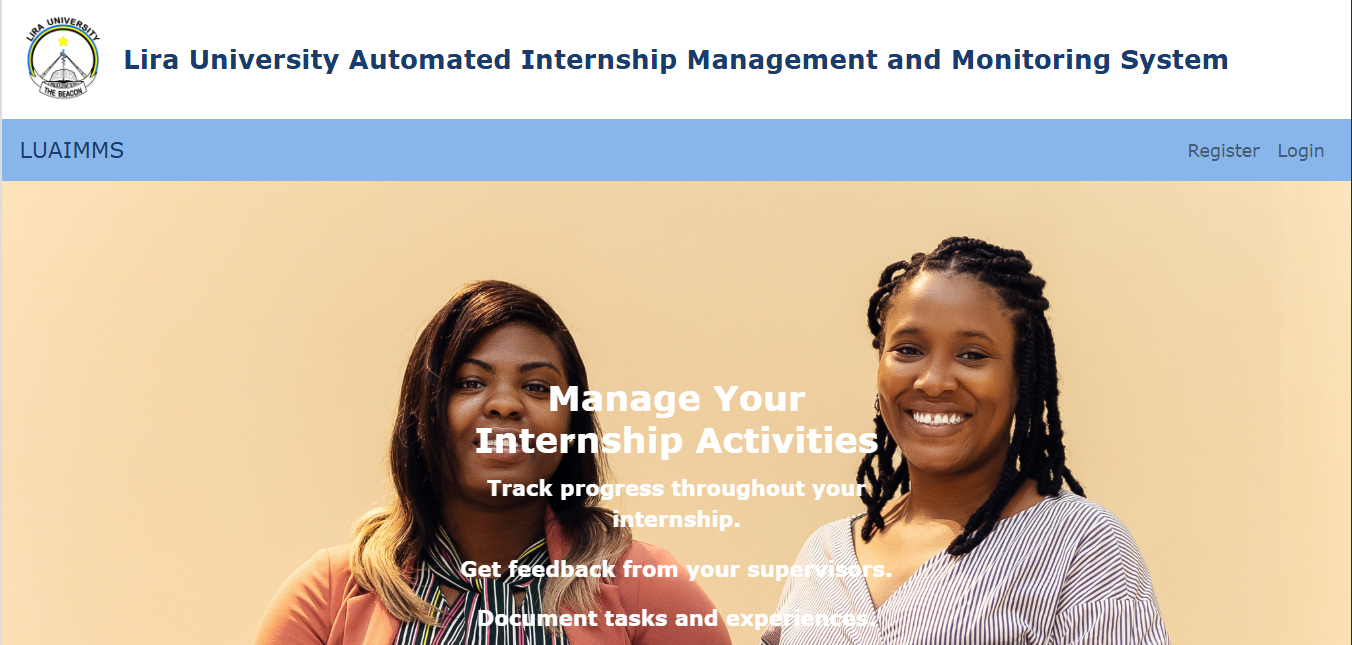 LIRA UNIVERSITY
THE BEACON
Lira University Automated Internship Management and Monitoring System
LUAIMMS
Register Login
Manage Your
Internship Activities
Track progress throughout your
internship.
Get feedback from your supervisors.
Document tasks and experiences.